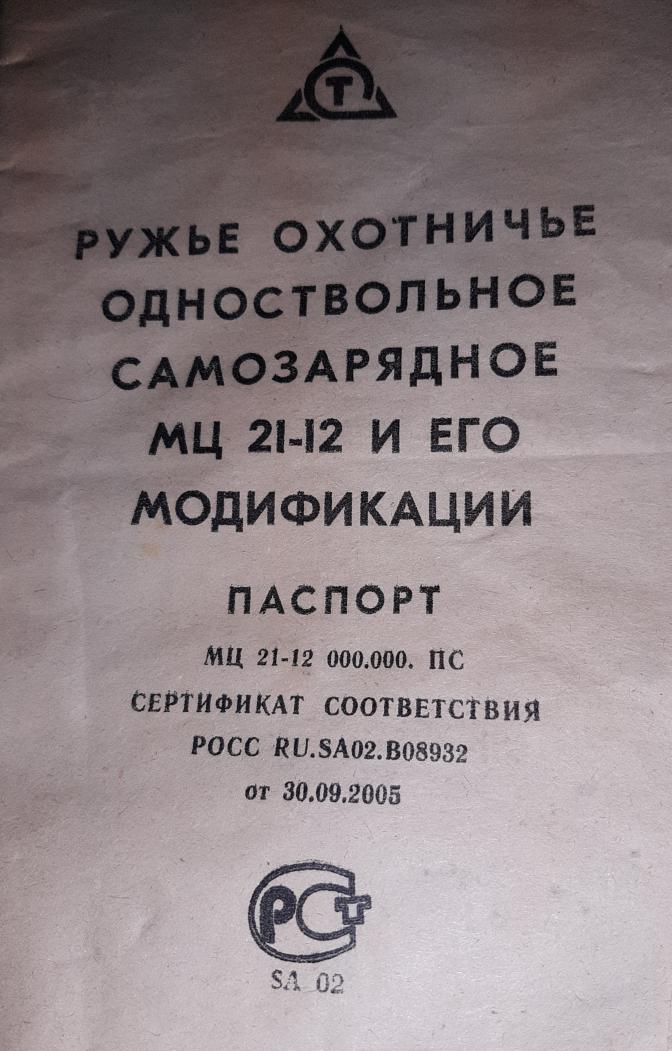 Т
РУЖЬЕ ОХОТНИЧЬЕ
ОДНОСТВОЛЬНОЕ
САМОЗАРЯДНОЕ
МЦ 21-12 И ЕГО
МОДИФИКАЦИИ
ПАСПОРТ
МЦ 21-12 000.000. ПС
СЕРТИФИКАТ СООТВЕТСТВИЯ
РОСС RU.SA02.B08932
от 30.09.2005
РСТ
SA 02